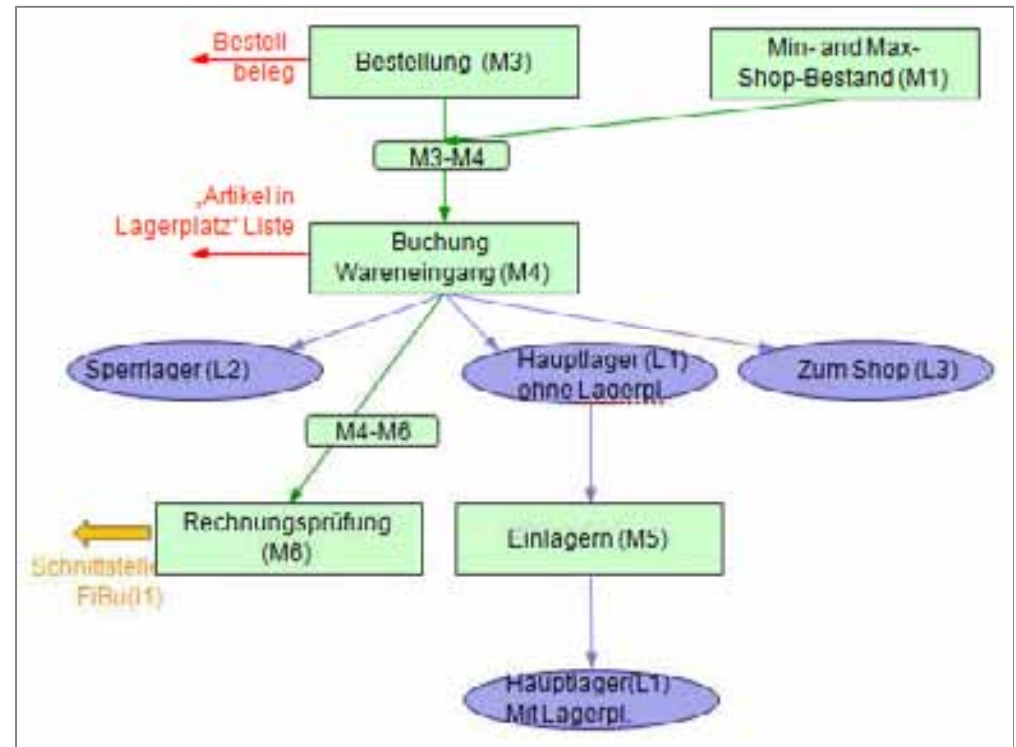 Bestell
beleg
Bestellung (M3)
Min- and Max-
Shop-Bestand (M1)
M3-M4
„Artikel in
Lagerplatz“ Liste
Buchung
Wareneingang (M4)
Sperrlager (L2)
Hauptlager (L1)
ohne Lagerpl.
Zum Shop (L3)
M4-M6
Rechnungsprüfung
(M6)
Einlagern (M5)
Schnittstelle
FiBu(I1)
Hauptlager(L1)
Mit Lagerpl.